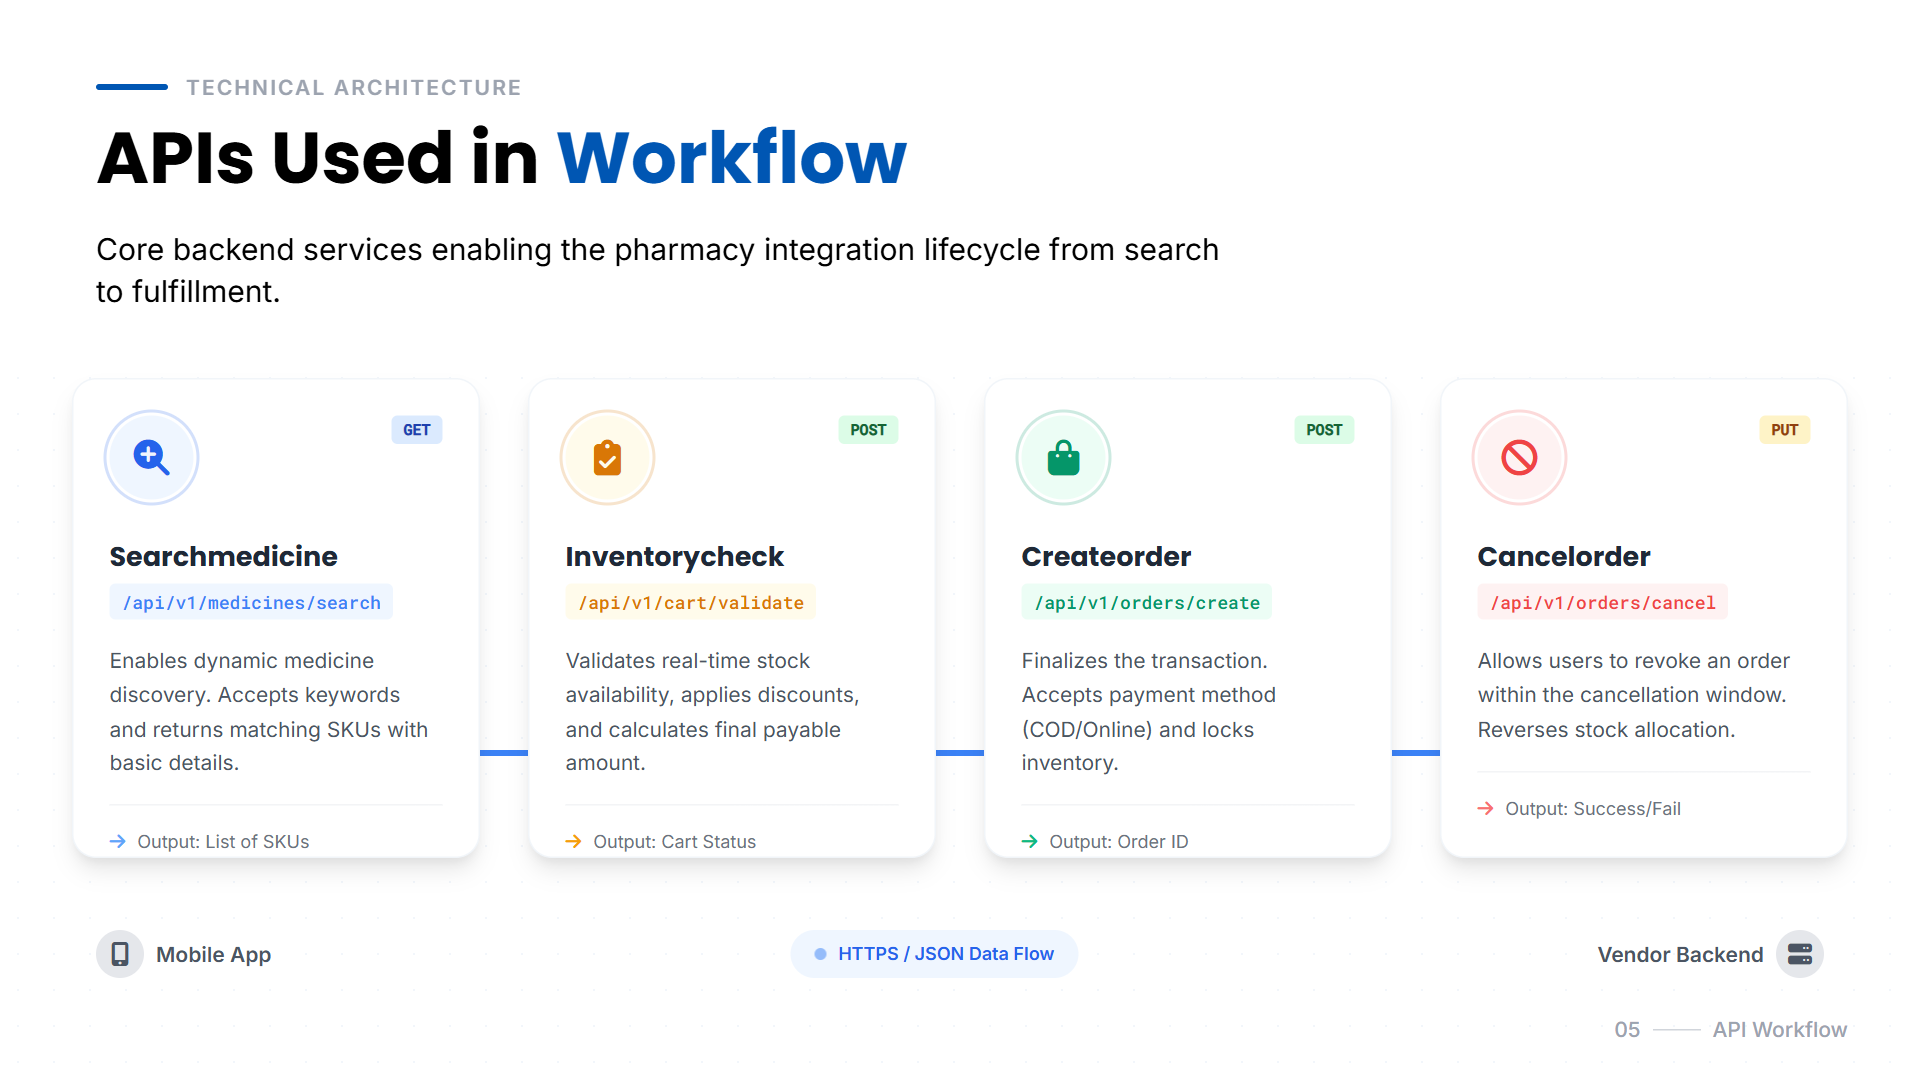 TECHNICAL ARCHITECTURE
APIs Used in Workflow
Core backend services enabling the pharmacy integration lifecycle from search
to fulfillment.
GET
Searchmedicine
/api/v1/medicines/search
Enables dynamic medicine
discovery. Accepts keywords
and returns matching SKUs with
basic details.
Output: List of SKUs
POST
Inventorycheck
/api/v1/cart/validate
Validates real-time stock
availability, applies discounts,
and calculates final payable
amount.
Output: Cart Status
POST
Createorder
/api/v1/orders/create
Finalizes the transaction.
Accepts payment method
(COD/Online) and locks
inventory.
Output: Order ID
PUT
Cancelorder
/api/v1/orders/cancel
Allows users to revoke an order
within the cancellation window.
Reverses stock allocation.
Output: Success/Fail
Mobile App
HTTPS / JSON Data Flow
Vendor Backend
05
API Workflow